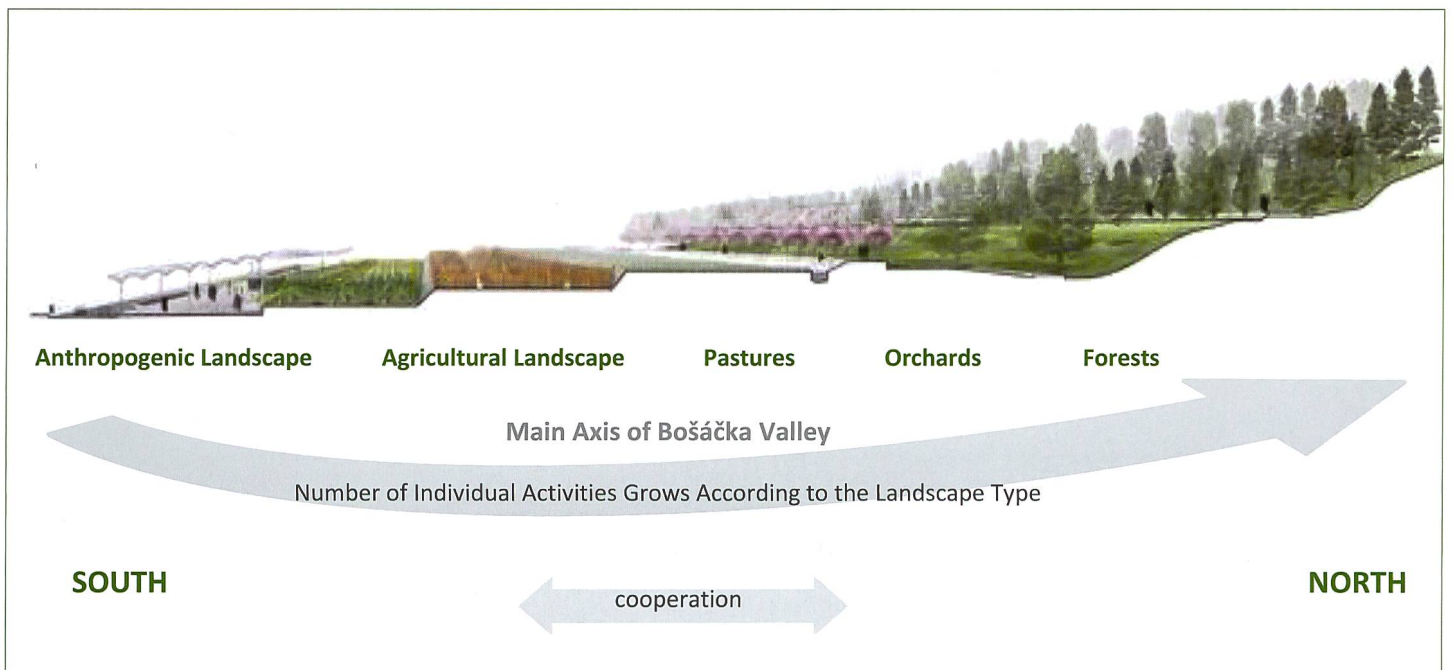 Anthropogenic Landscape Agricultural Landscape Pastures Orchards Forests
Main Axis of Bošáčka Valley
Number of Individual Activities Grows According to the Landscape Type
SOUTH NORTH
cooperation